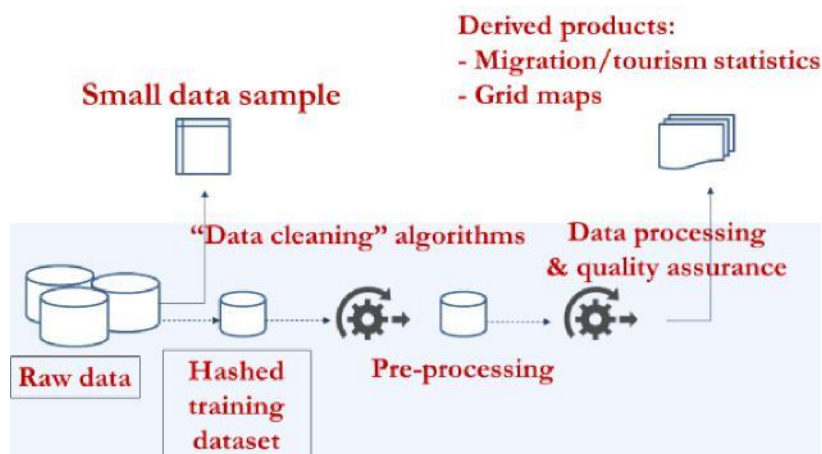 Derived products:
- Migration/tourism statistics
- Grid maps
Small data sample
“Data cleaning” algorithms
Data processing
& quality assurance
Raw data
Hashed
training
dataset
Pre-processing